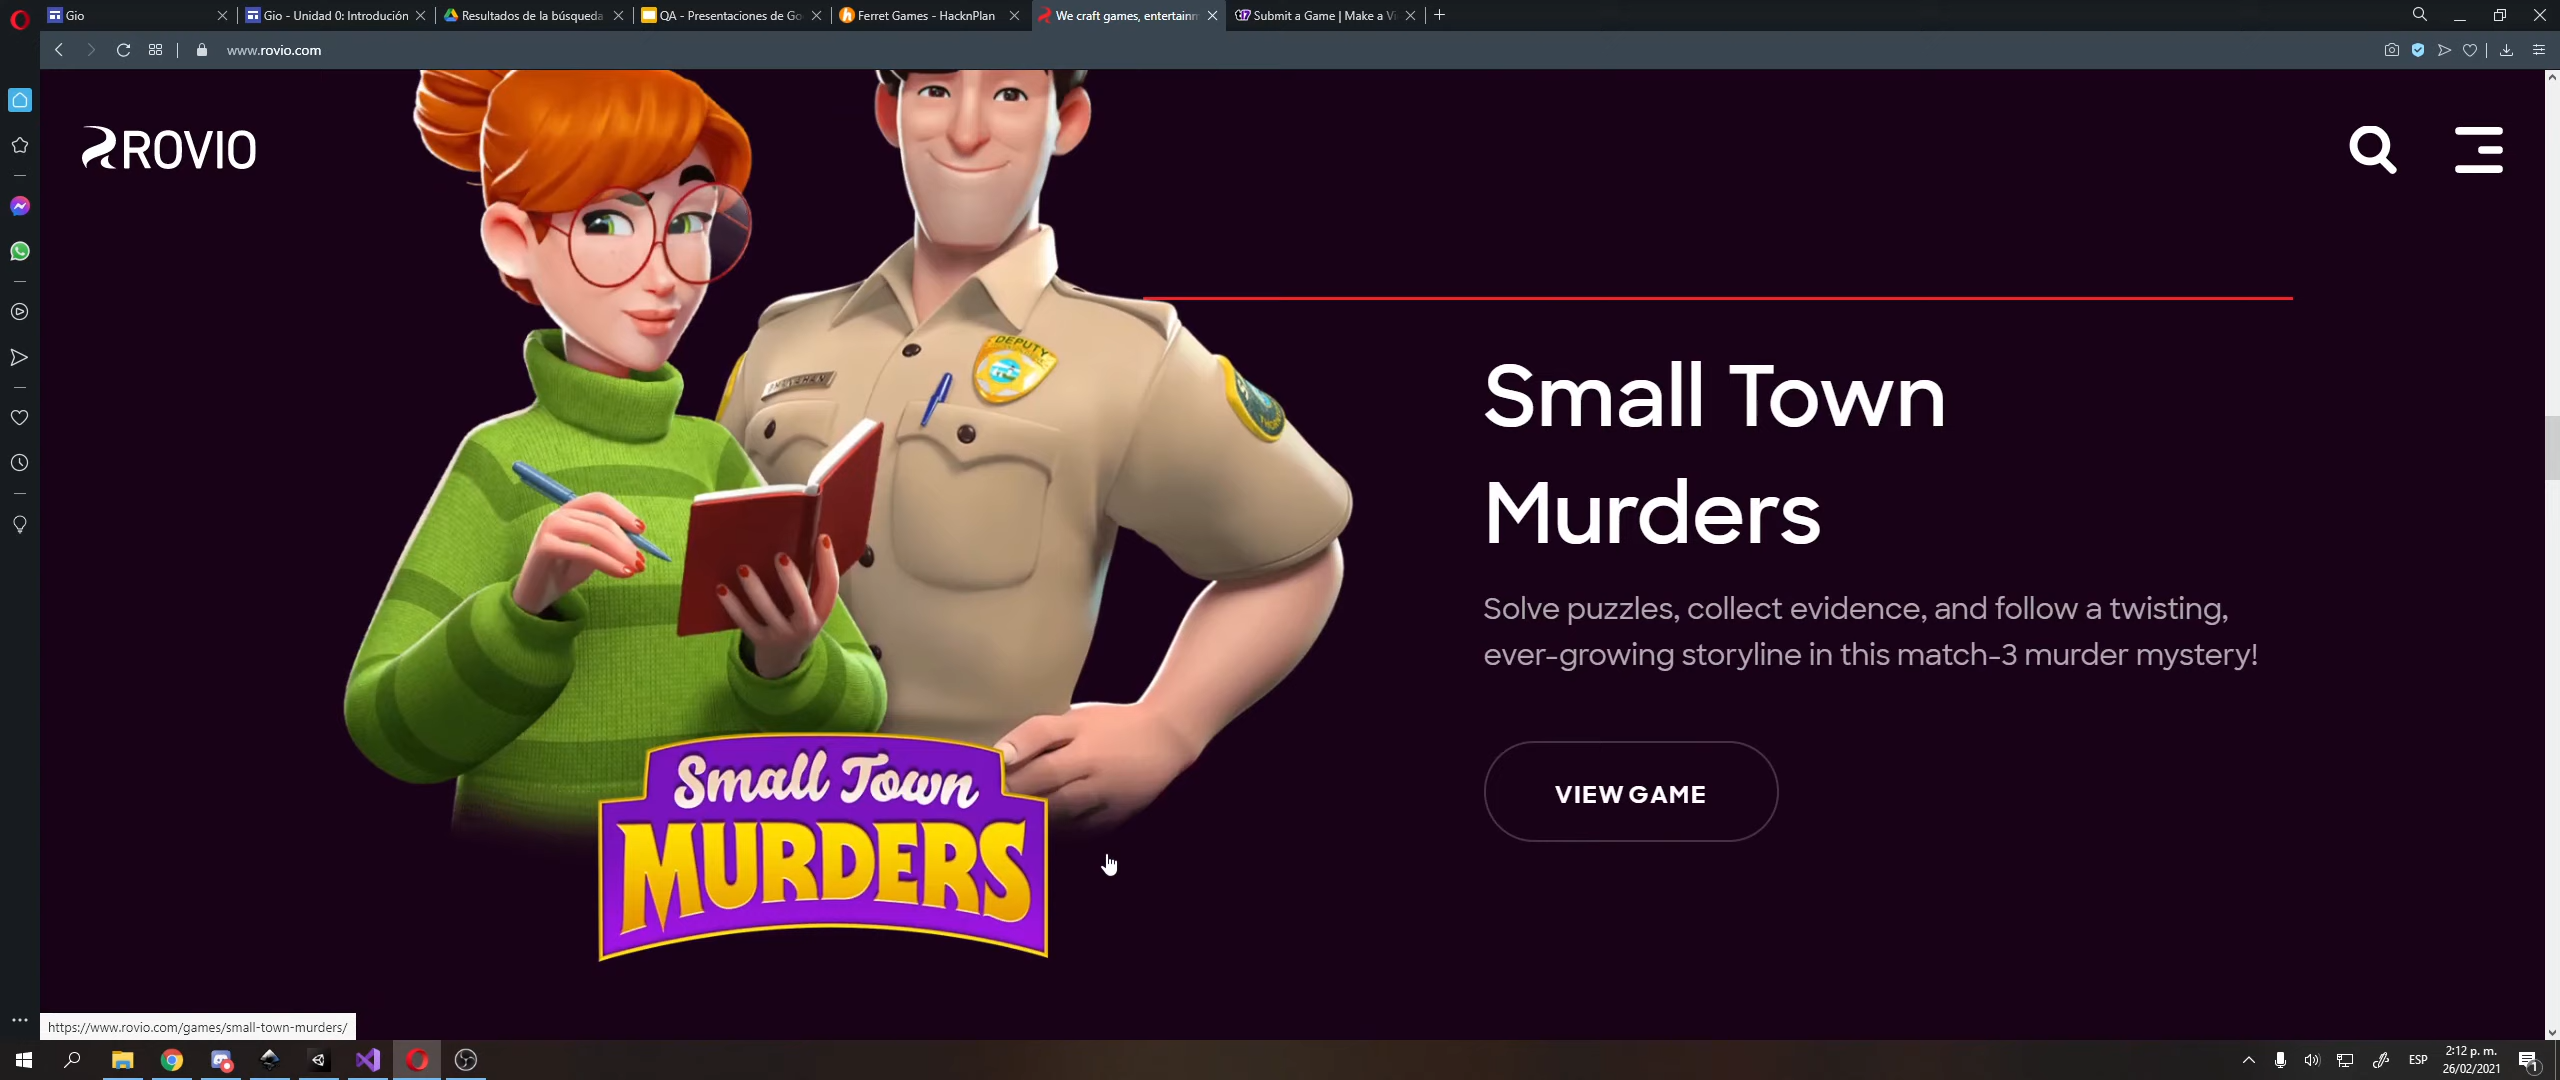 Gio
Gio - Unidad 0: Introdución
Resultados de la búsqueda
QA - Presentaciones de Go
Ferret Games - HacknPlan
We craft games, entertainm
Submit a Game | Make a Vi
www.rovio.com
ROVIO
DEPUTY
Small Town
Murders
Solve puzzles, collect evidence, and follow a twisting,
ever-growing storyline in this match-3 murder mystery!
VIEW GAME
Small Town
MURDERS
https://www.rovio.com/games/small-town-murders/
ESP
2:12 p. m.
26/02/2021
1